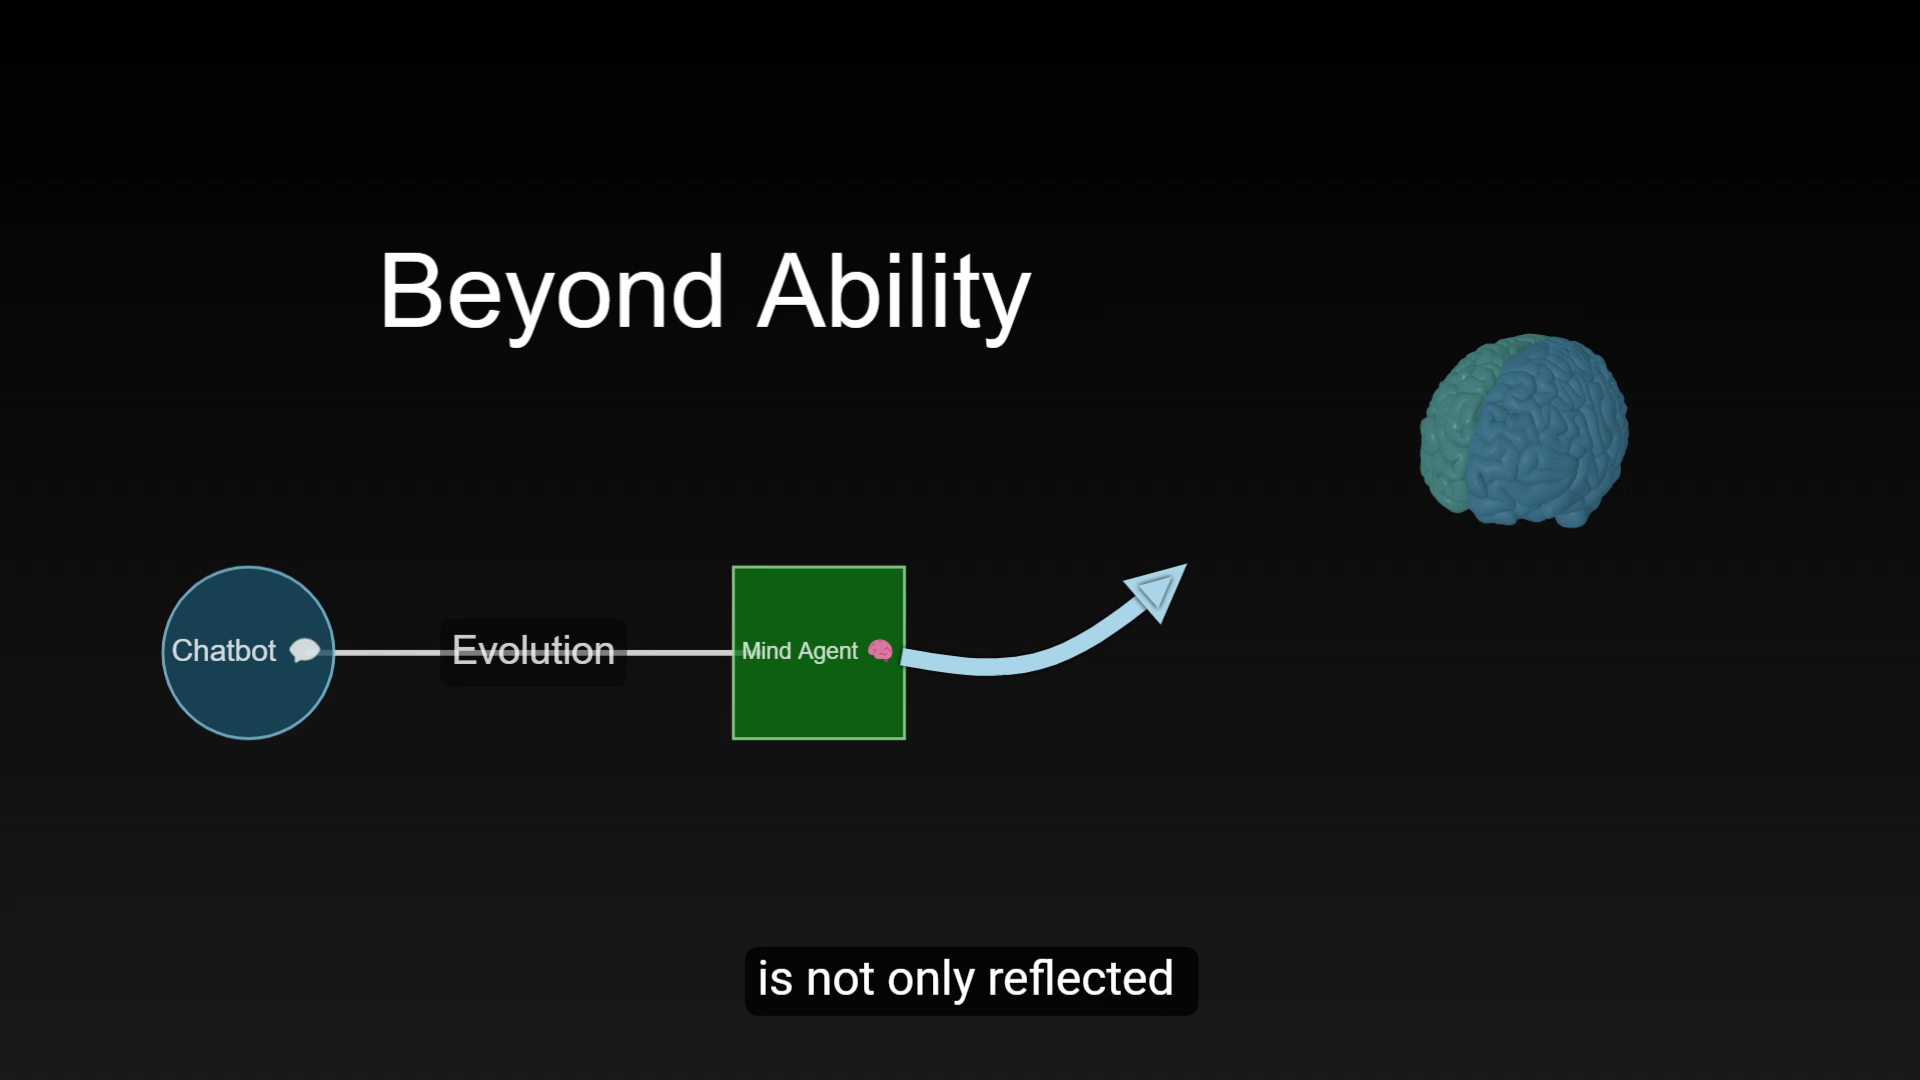 Beyond Ability
Chatbot 💬
Evolution
Mind Agent 🧠
is not only reflected